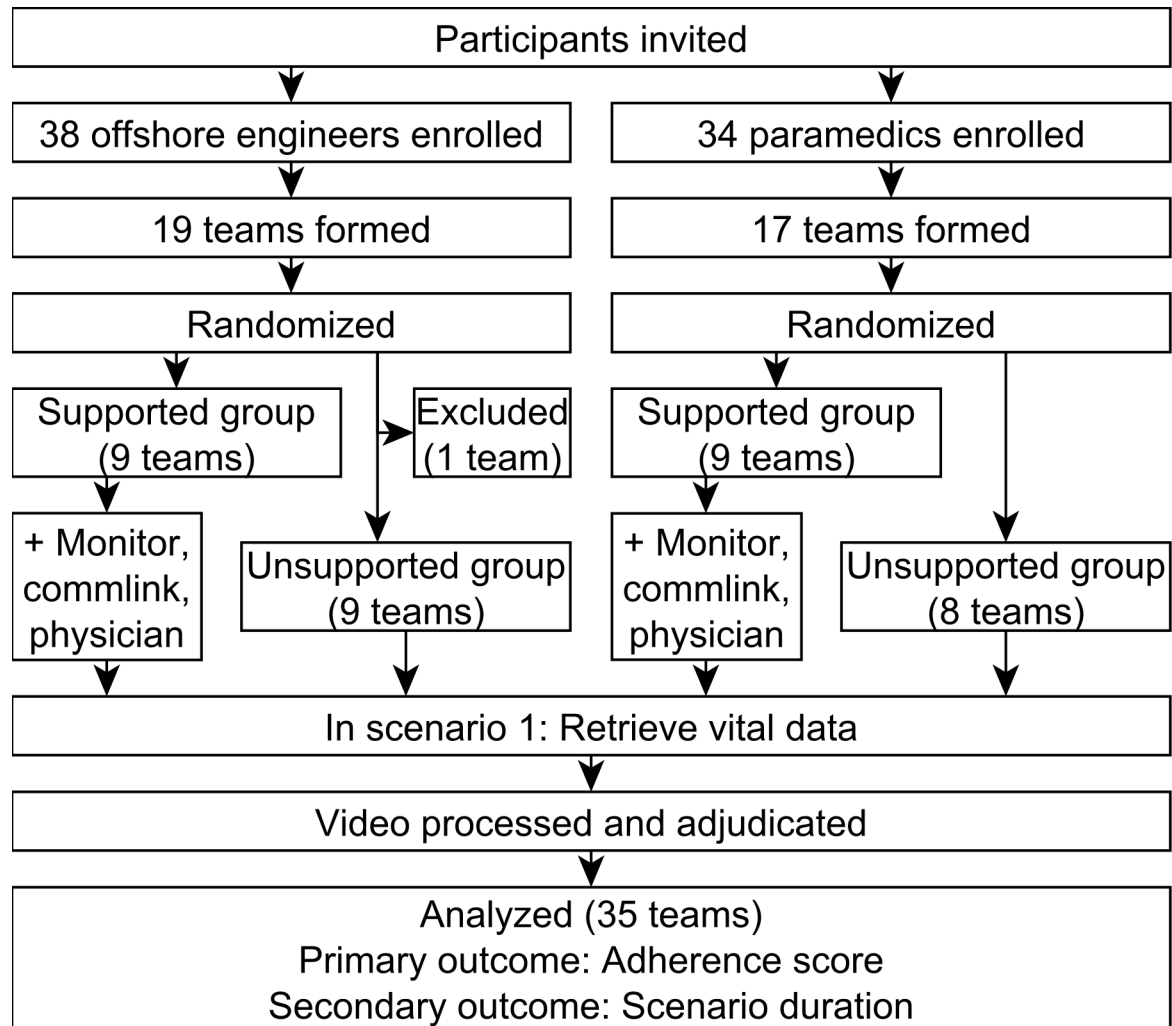 Participants invited
38 offshore engineers enrolled
34 paramedics enrolled
19 teams formed
17 teams formed
Randomized
Randomized
Supported group
(9 teams)
Excluded
(1 team)
Supported group
(9 teams)
+ Monitor,
commlink,
physician
Unsupported group
(9 teams)
+ Monitor,
commlink,
physician
Unsupported group
(8 teams)
In scenario 1: Retrieve vital data
Video processed and adjudicated
Analyzed (35 teams)
Primary outcome: Adherence score
Secondary outcome: Scenario duration